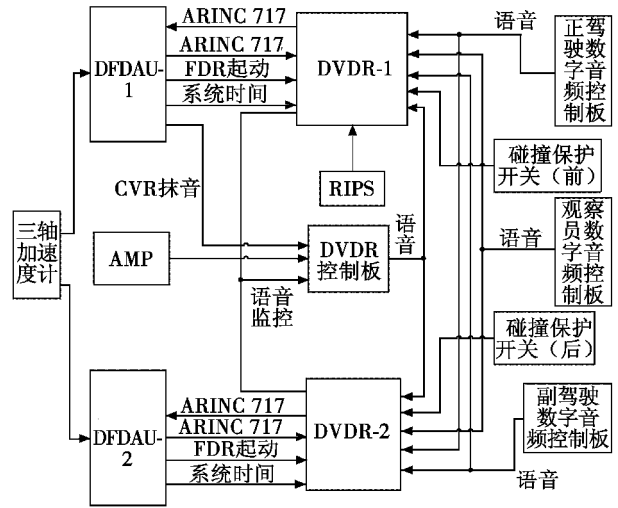 ARINC 717
ARINC 717
FDR起动
系统时间
DFDAU-
1
DVDR-1
语音
正驾
驶数
字音
频控
制板
CVR抹音
RIPS
碰撞保护
开关（前）
三轴
加速
度计
AMP
DVDR
控制板
语音
语音
观察
员数
字音
频控
制板
语音
监控
碰撞保护
开关（后）
DFDAU-
2
ARINC 717
ARINC 717
FDR起动
系统时间
DVDR-2
副驾驶
数字音
频控制板
语音